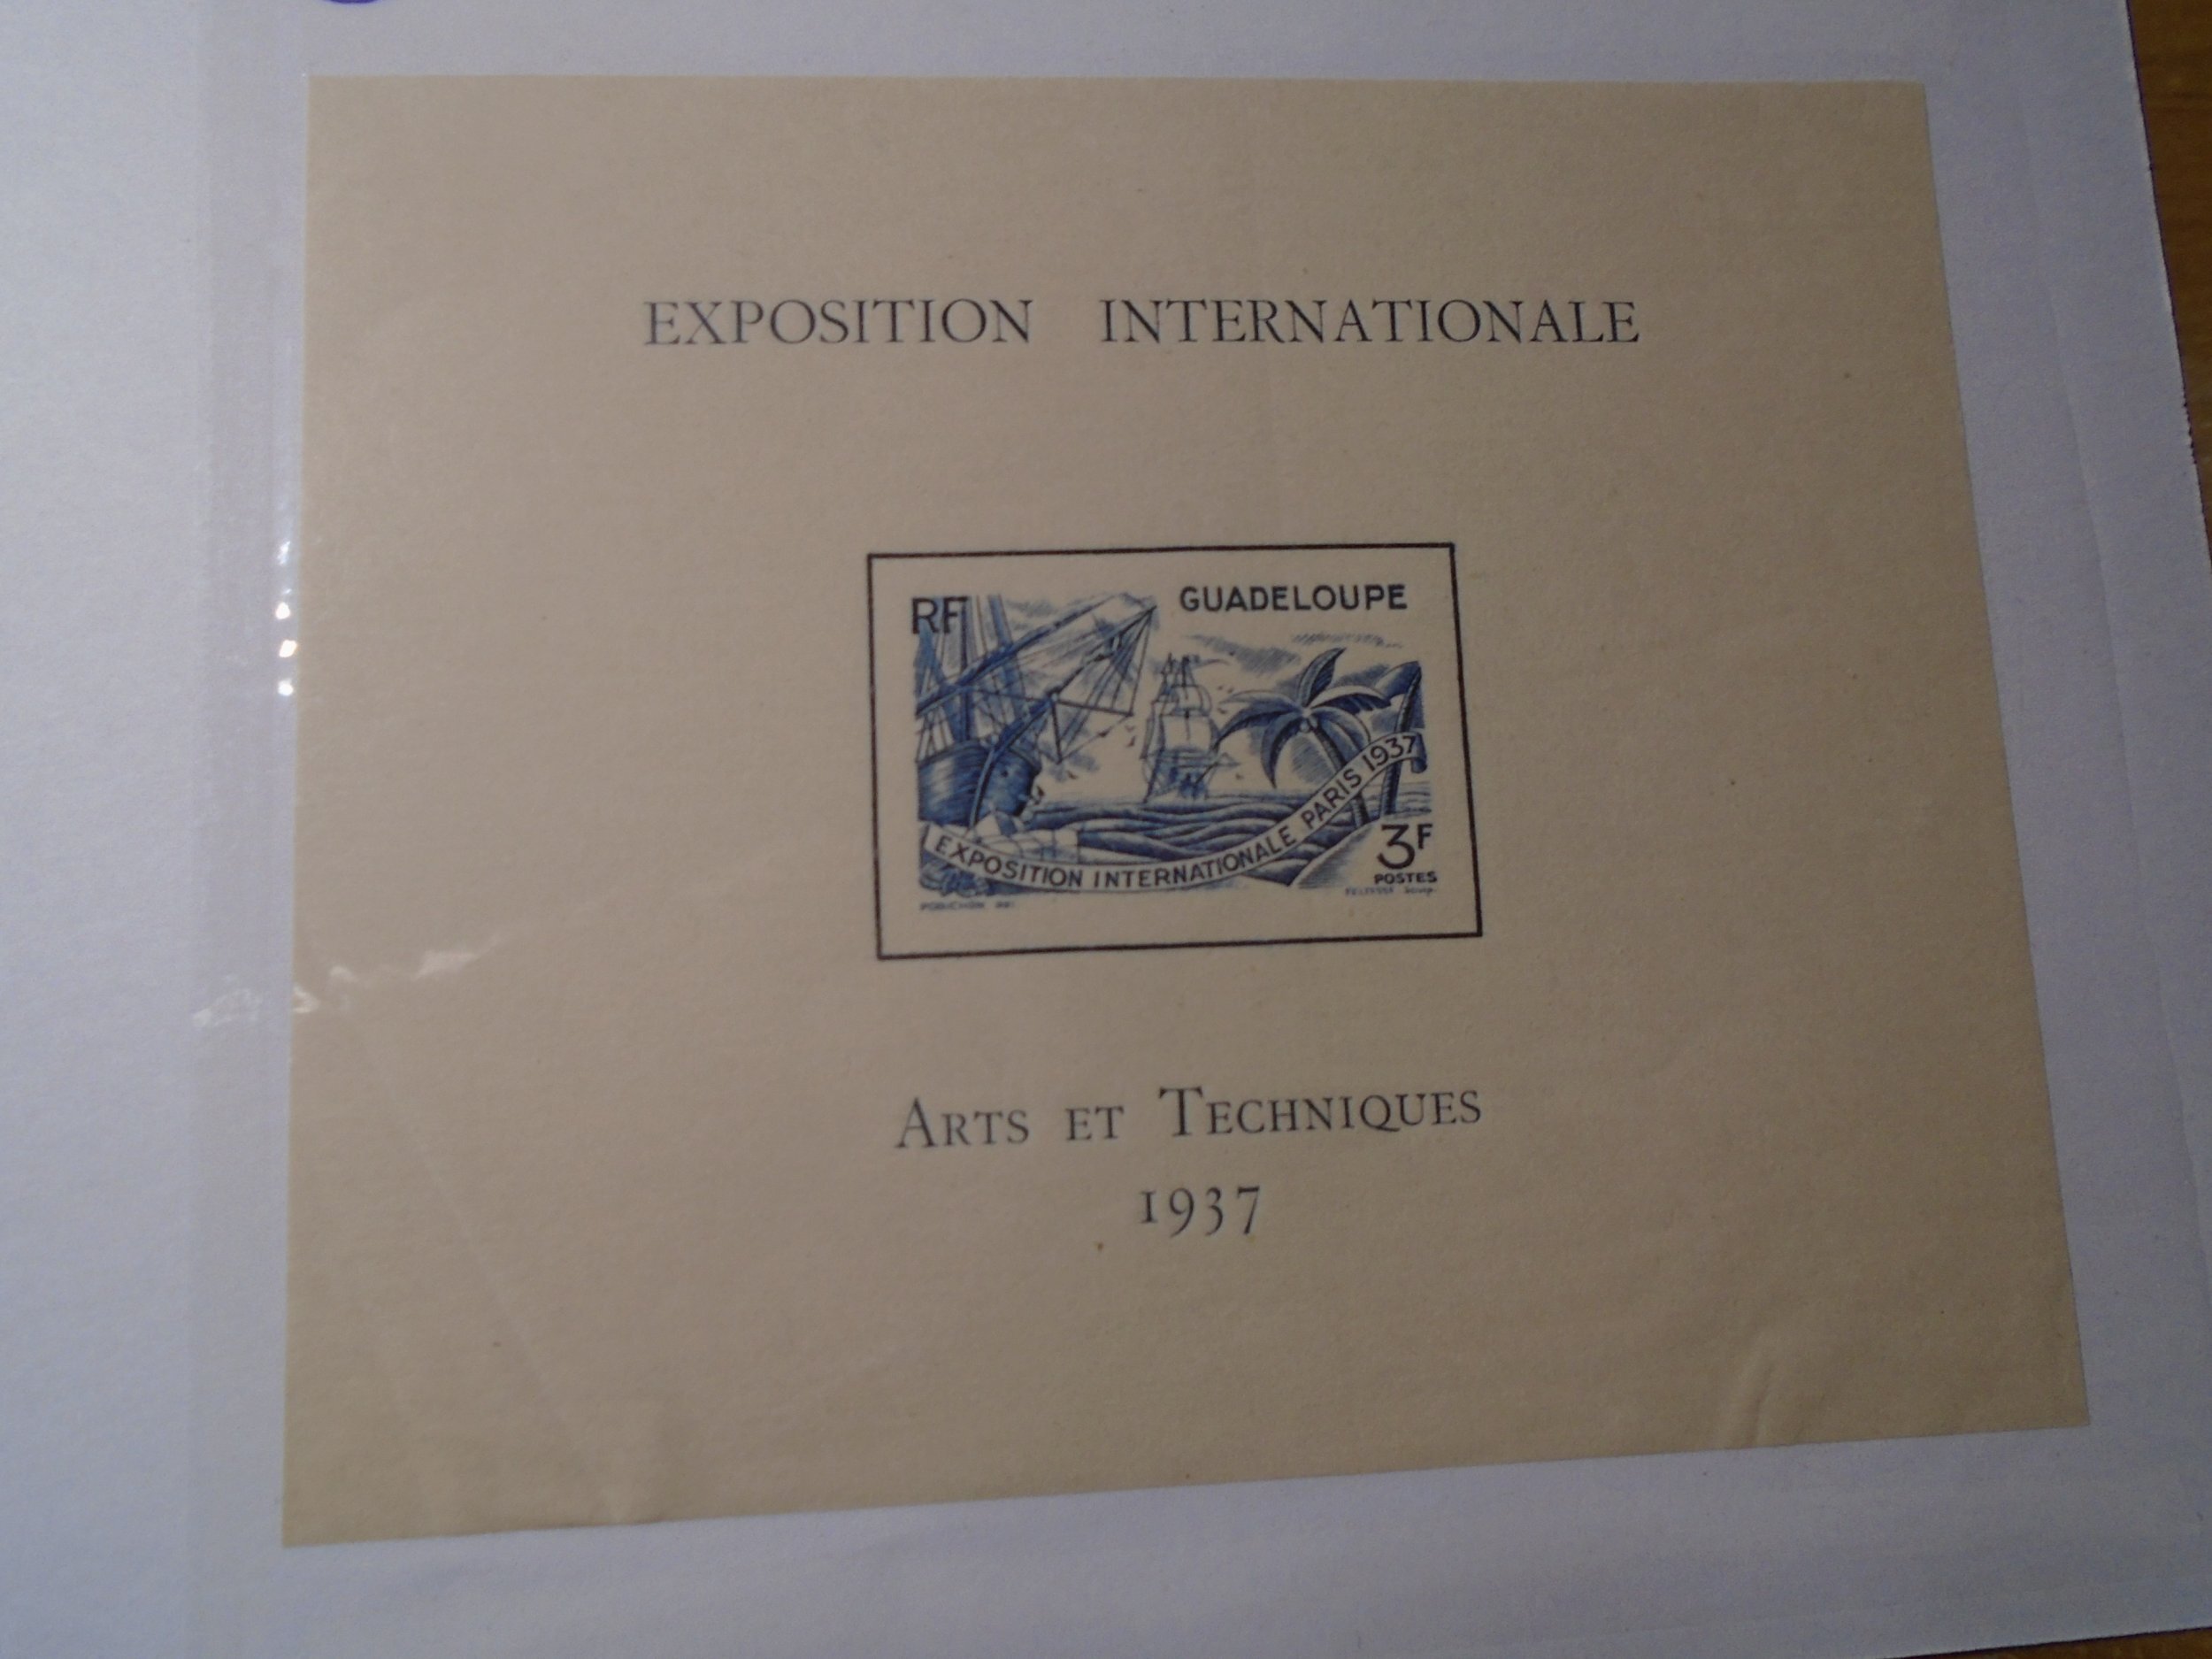 EXPOSITION INTERNATIONALE
RF
GUADELOUPE
EXPOSITION INTERNATIONALE PARIS 1937
3F
POSTES
ARTS ET TECHNIQUES
1937